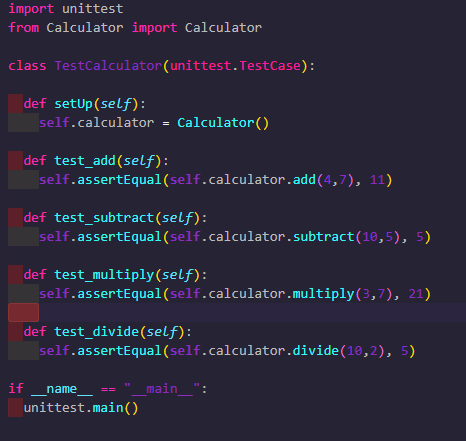 import unittest
from Calculator import Calculator
class TestCalculator(unittest.TestCase):
  def setUp(self):
    self.calculator = Calculator()
  def test_add(self):
    self.assertEqual(self.calculator.add(4,7), 11)
  def test_subtract(self):
    self.assertEqual(self.calculator.subtract(10,5), 5)
  def test_multiply(self):
    self.assertEqual(self.calculator.multiply(3,7), 21)
  def test_divide(self):
    self.assertEqual(self.calculator.divide(10,2), 5)
if __name__ == "__main__":
  unittest.main()